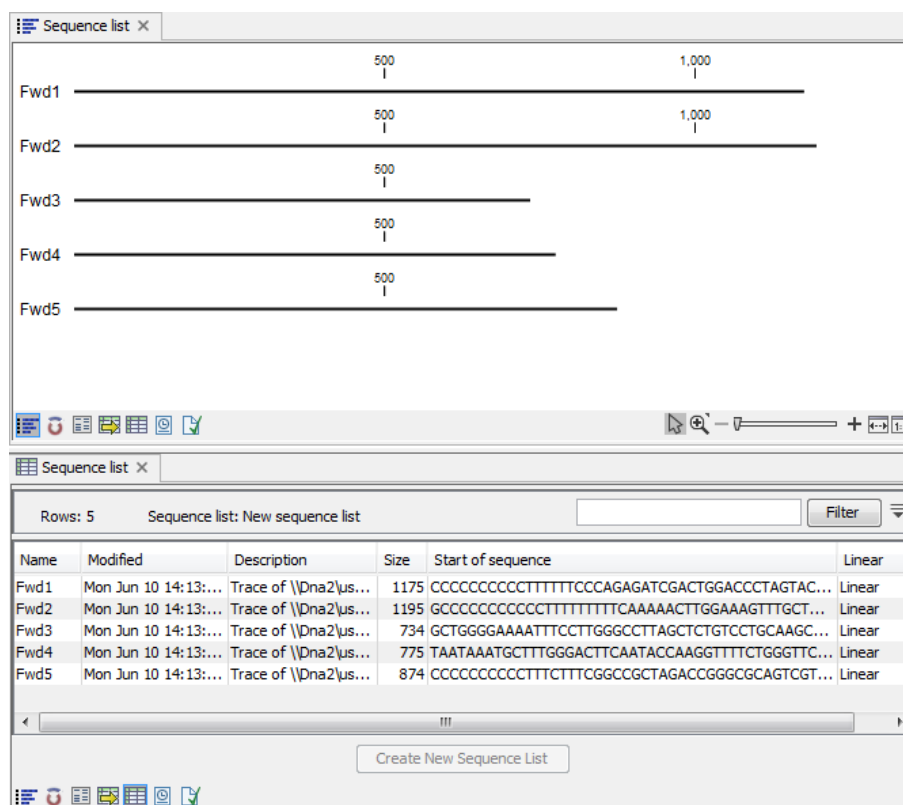 Sequence list
500 1,000
Fwd1
500 1,000
Fwd2
500
Fwd3
500
Fwd4
500
Fwd5
Sequence list
Rows: 5 Sequence list: New sequence list Filter
Name Modified Description Size Start of sequence Linear
Fwd1 Mon Jun 10 14:13:... Trace of \\Dna2\us... 1175 CCCCCCCCCCTTTTTTCCCAGAGATCGACTGGACCCTAGTAC... Linear
Fwd2 Mon Jun 10 14:13:... Trace of \\Dna2\us... 1195 GCCCCCCCCCCCTTTTTTTTTCAAAAACTTGGAAAGTTTGCT... Linear
Fwd3 Mon Jun 10 14:13:... Trace of \\Dna2\us... 734 GCTGGGGAAAATTTCCTTGGGCCTTAGCTCTGTCCTGCAAGC... Linear
Fwd4 Mon Jun 10 14:13:... Trace of \\Dna2\us... 775 TAATAAATGCTTTGGGACTTCAATACCAAGGTTTTCTGGGTTC... Linear
Fwd5 Mon Jun 10 14:13:... Trace of \\Dna2\us... 874 CCCCCCCCCCTTTCTTTCGGCCGCTAGACCGGGCGCAGTCGT... Linear
Create New Sequence List